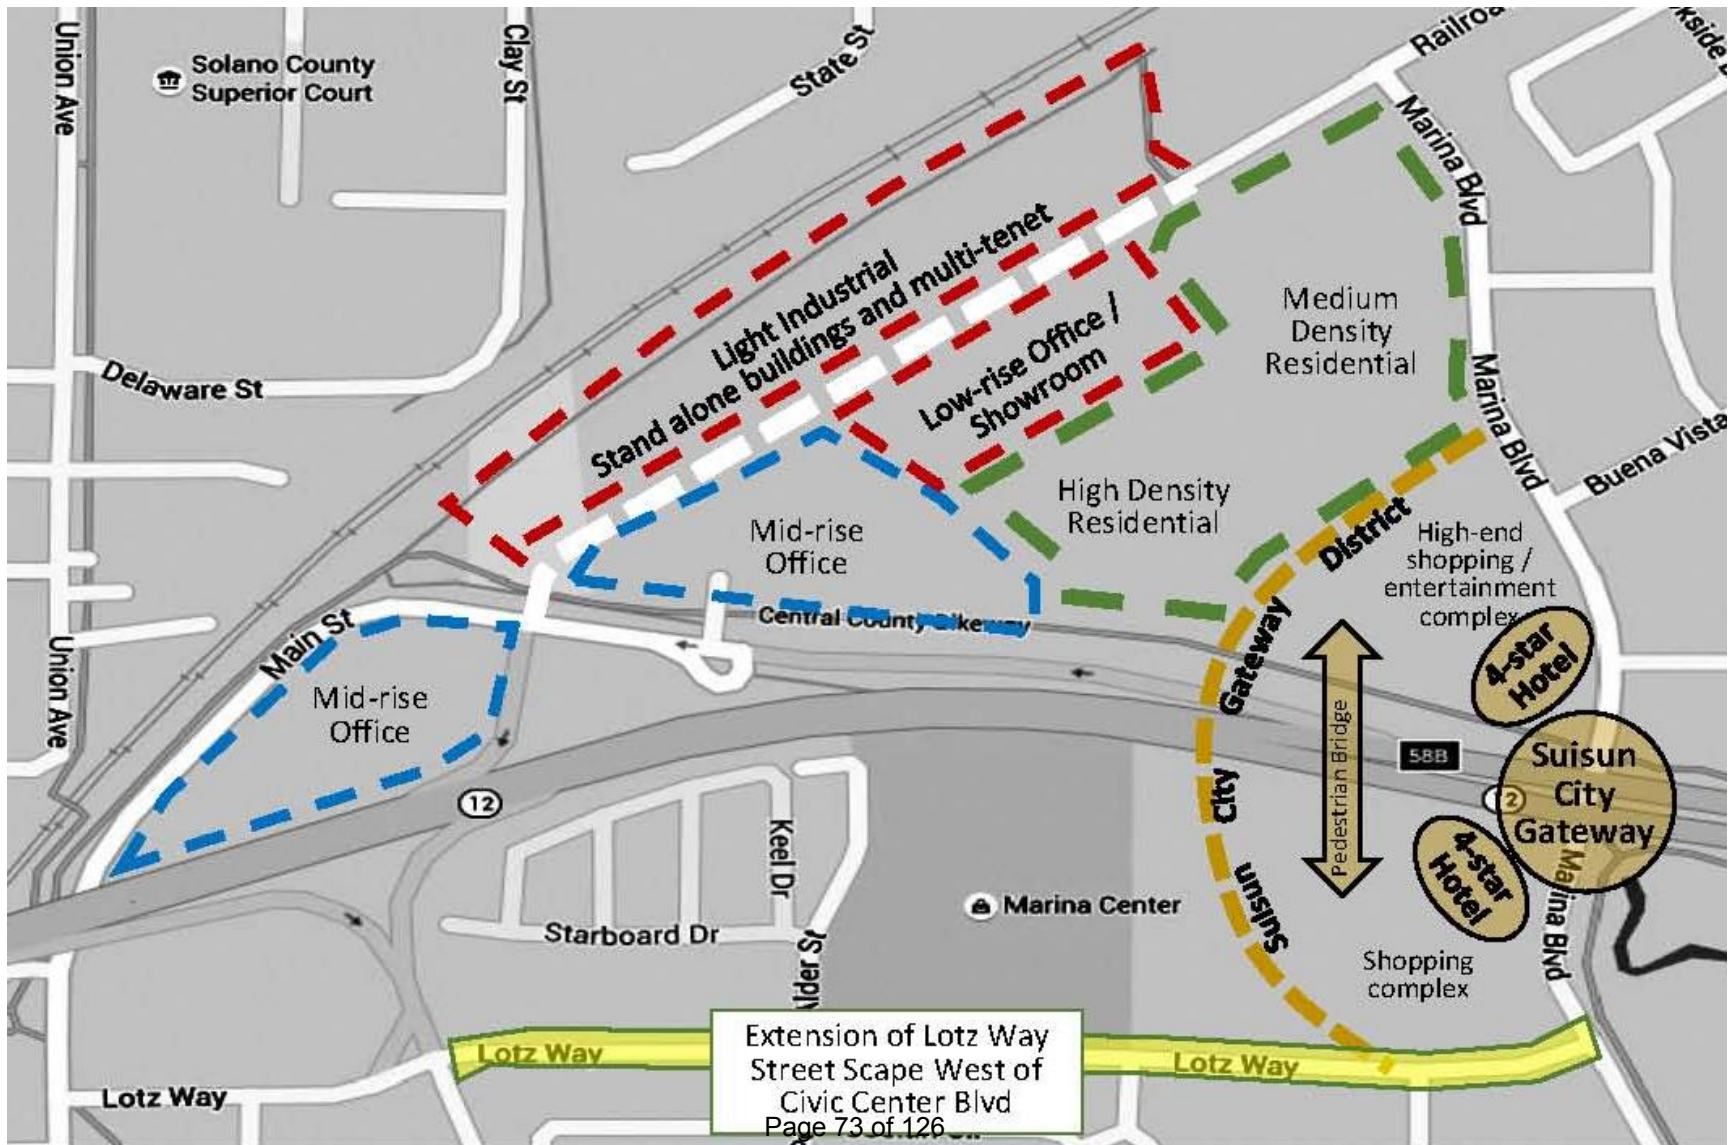 Union Ave
Solano County
Superior Court
Clay St
State St
Marina Blvd
Light Industrial
Stand alone buildings and multi-tenet
Low-rise Office /
Showroom
Medium
Density
Residential
Delaware St
Marina Blvd
Buena Vista
High Density
Residential
Mid-rise
Office
High-end
shopping /
entertainment
complex
Central County Bikeway
Main St
Union Ave
Mid-rise
Office
4-star
Hotel
Suisun City Gateway District
Pedestrian Bridge
58B
Suisun
City
Gateway
12
2
4-star
Hotel
Keel Dr
Marina Center
Starboard Dr
Alder St
Marina Blvd
Shopping
complex
Lotz Way
Extension of Lotz Way
Street Scape West of
Civic Center Blvd
Lotz Way
Lotz Way
Page 73 of 126